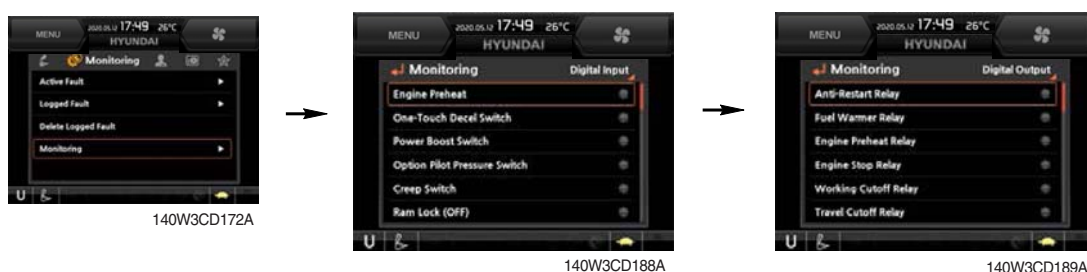 MENU
2020.05.12 17:49 26°C
HYUNDAI
Monitoring
Active Fault
Logged Fault
Delete Logged Fault
Monitoring
U
140W3CD172A
MENU
2020.05.12 17:49 26°C
HYUNDAI
Monitoring
Digital Input
Engine Preheat
One-Touch Decel Switch
Power Boost Switch
Option Pilot Pressure Switch
Creep Switch
Ram Lock (OFF)
U
140W3CD188A
MENU
2020.05.12 17:49 26°C
HYUNDAI
Monitoring
Digital Output
Anti-Restart Relay
Fuel Warmer Relay
Engine Preheat Relay
Engine Stop Relay
Working Cutoff Relay
Travel Cutoff Relay
U
140W3CD189A